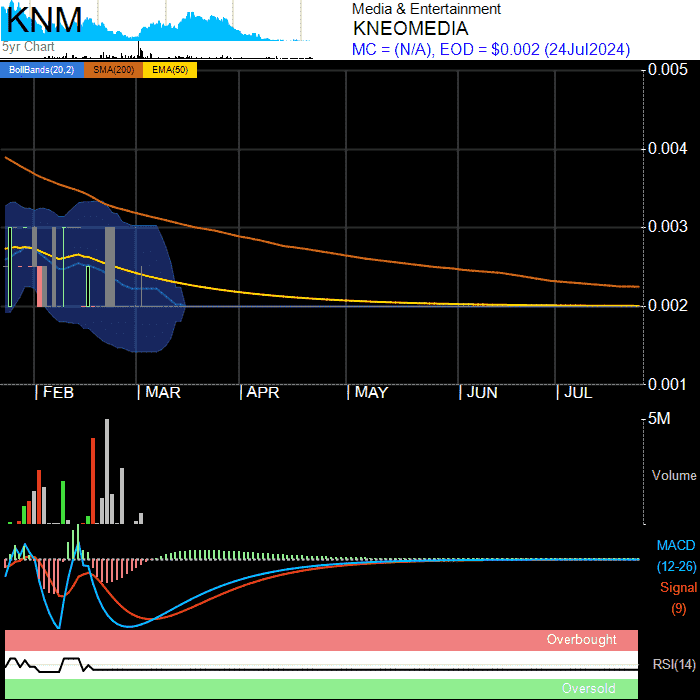 KNM
5yr Chart
Media & Entertainment
KNEOMEDIA
MC = (N/A), EOD = $0.002 (24Jul2024)
BollBands(20,2) SMA(200) EMA(50)
0.005
0.004
0.003
0.002
0.001
FEB MAR APR MAY JUN JUL
5M
Volume
MACD
(12-26)
Signal
(9)
Overbought
RSI(14)
Oversold